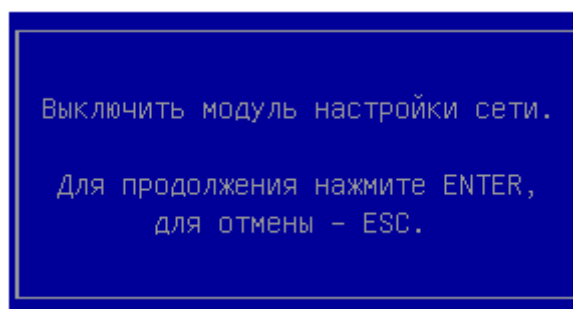 Выключить модуль настройки сети.
Для продолжения нажмите ENTER,
для отмены - ESC.